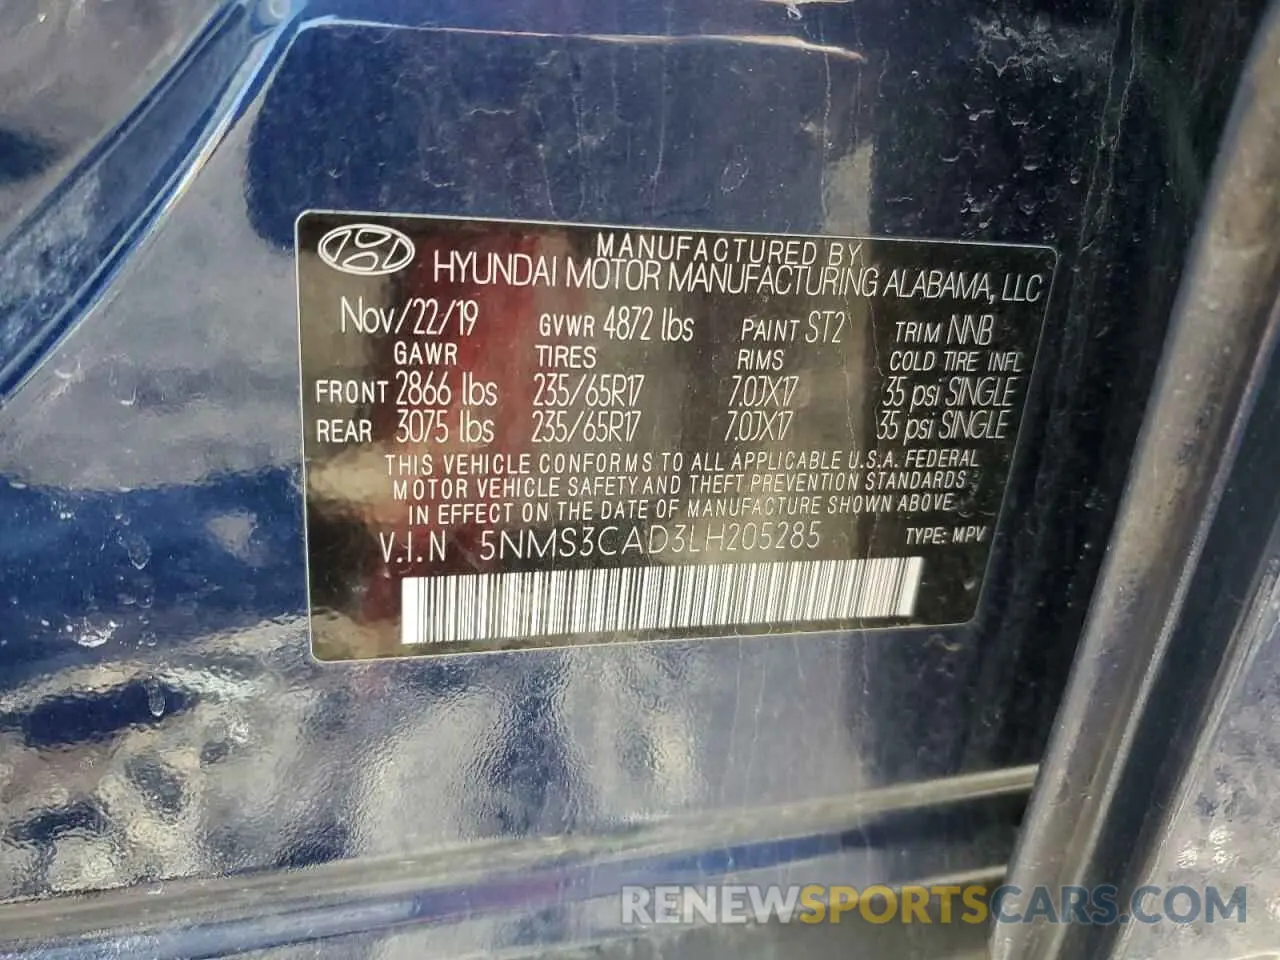 MANUFACTURED BY
HYUNDAI MOTOR MANUFACTURING ALABAMA, LLC
Nov/22/19 GVWR 4872 lbs PAINT ST2 TRIM NNB
GAWR TIRES RIMS COLD TIRE INFL
FRONT 2866 lbs 235/65R17 7.0JX17 35 psi SINGLE
REAR 3075 lbs 235/65R17 7.0JX17 35 psi SINGLE
THIS VEHICLE CONFORMS TO ALL APPLICABLE U.S.A. FEDERAL
MOTOR VEHICLE SAFETY AND THEFT PREVENTION STANDARDS
IN EFFECT ON THE DATE OF MANUFACTURE SHOWN ABOVE
V.I.N 5NMS3CAD3LH205285 TYPE: MPV
RENEWSPORTSCARS.COM